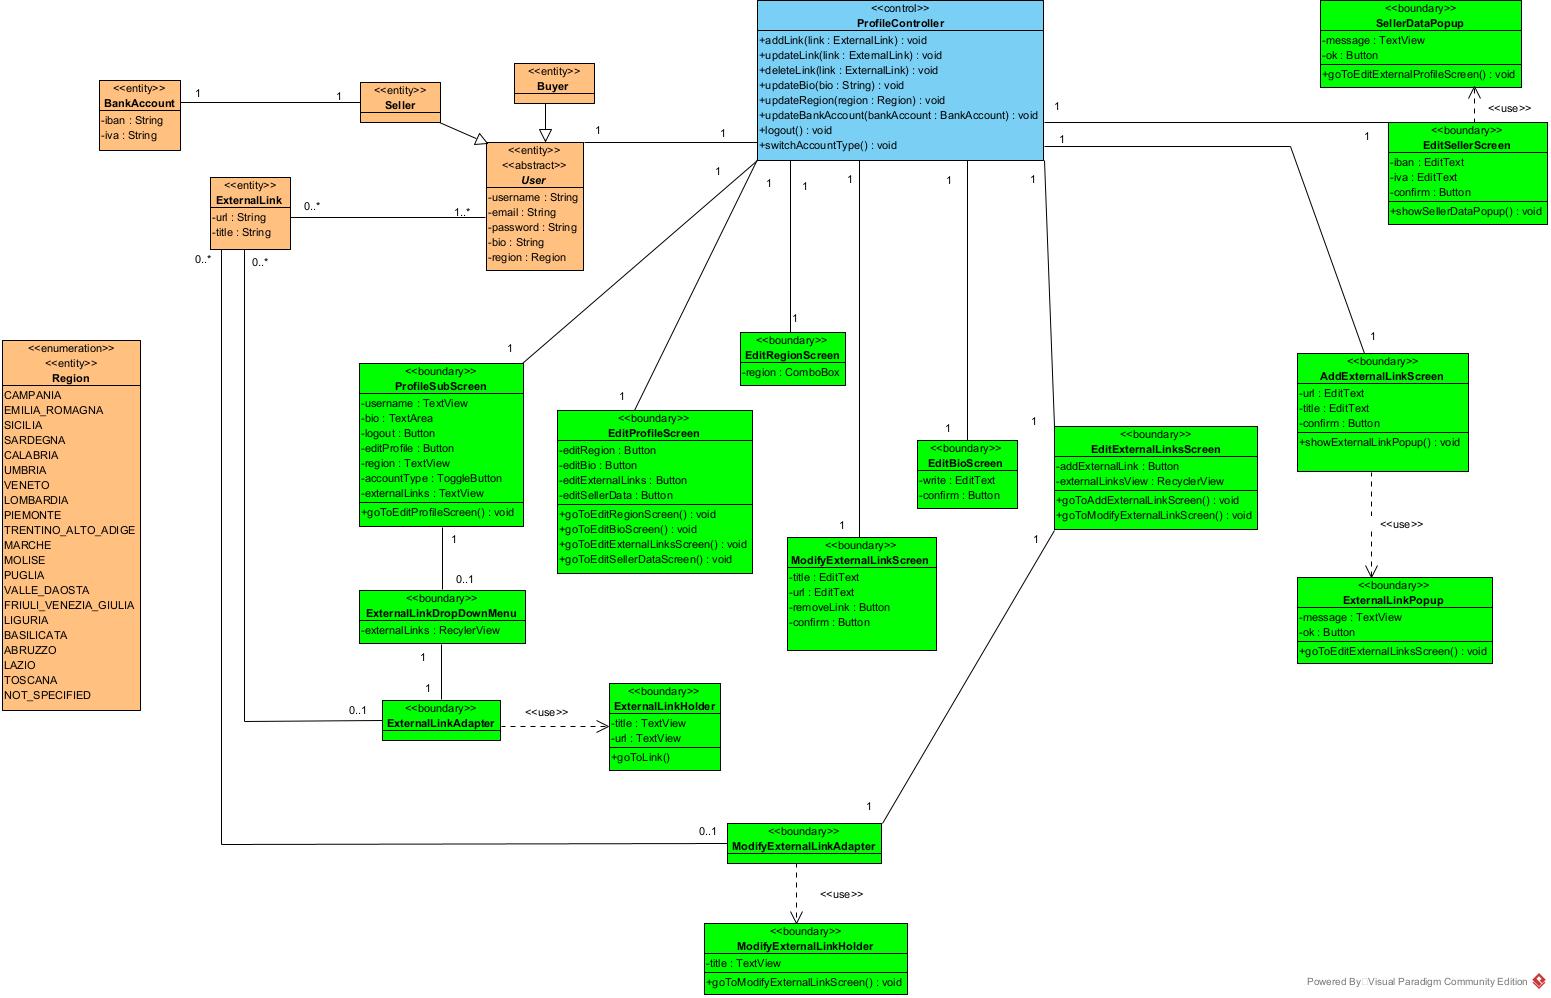 <<control>>
ProfileController
+addLink(link : ExternalLink) : void
+updateLink(link : ExternalLink) : void
+deleteLink(link : ExternalLink) : void
+updateBio(bio : String) : void
+updateRegion(region : Region) : void
+updateBankAccount(bankAccount : BankAccount) : void
+logout() : void
+switchAccountType() : void
<<boundary>>
SellerDataPopup
-message : TextView
-ok : Button
+goToEditExternalProfileScreen() : void
<<use>>
<<boundary>>
EditSellerScreen
-iban : EditText
-iva : EditText
-confirm : Button
+showSellerDataPopup() : void
1
1
1
<<entity>>
BankAccount
-iban : String
-iva : String
1
1
<<entity>>
Seller
<<entity>>
Buyer
<<entity>>
<<abstract>>
User
-username : String
-email : String
-password : String
-bio : String
-region : Region
1
1
<<entity>>
ExternalLink
-url : String
-title : String
0..*
1..*
0..*
0..*
1
1
1
1
1
1
<<enumeration>>
<<entity>>
Region
CAMPANIA
EMILIA_ROMAGNA
SICILIA
SARDEGNA
CALABRIA
UMBRIA
VENETO
LOMBARDIA
PIEMONTE
TRENTINO_ALTO_ADIGE
MARCHE
MOLISE
PUGLIA
VALLE_DAOSTA
FRIULI_VENEZIA_GIULIA
LIGURIA
BASILICATA
ABRUZZO
LAZIO
TOSCANA
NOT_SPECIFIED
1
<<boundary>>
ProfileSubScreen
-username : TextView
-bio : TextArea
-logout : Button
-editProfile : Button
-region : TextView
-accountType : ToggleButton
-externalLinks : TextView
+goToEditProfileScreen() : void
1
<<boundary>>
EditProfileScreen
-editRegion : Button
-editBio : Button
-editExternalLinks : Button
-editSellerData : Button
+goToEditRegionScreen() : void
+goToEditBioScreen() : void
+goToEditExternalLinksScreen() : void
+goToEditSellerDataScreen() : void
1
<<boundary>>
EditRegionScreen
-region : ComboBox
1
<<boundary>>
EditBioScreen
-write : EditText
-confirm : Button
1
<<boundary>>
EditExternalLinksScreen
-addExternalLink : Button
-externalLinksView : RecyclerView
+goToAddExternalLinkScreen() : void
+goToModifyExternalLinkScreen() : void
1
1
<<boundary>>
AddExternalLinkScreen
-url : EditText
-title : EditText
-confirm : Button
+showExternalLinkPopup() : void
<<use>>
<<boundary>>
ExternalLinkPopup
-message : TextView
-ok : Button
+goToEditExternalLinksScreen() : void
1
<<boundary>>
ModifyExternalLinkScreen
-title : EditText
-url : EditText
-removeLink : Button
-confirm : Button
1
0..1
<<boundary>>
ExternalLinkDropDownMenu
-externalLinks : RecylerView
1
1
0..1
<<boundary>>
ExternalLinkAdapter
<<use>>
<<boundary>>
ExternalLinkHolder
-title : TextView
-url : TextView
+goToLink()
1
0..1
<<boundary>>
ModifyExternalLinkAdapter
<<use>>
<<boundary>>
ModifyExternalLinkHolder
-title : TextView
+goToModifyExternalLinkScreen() : void
Powered By Visual Paradigm Community Edition